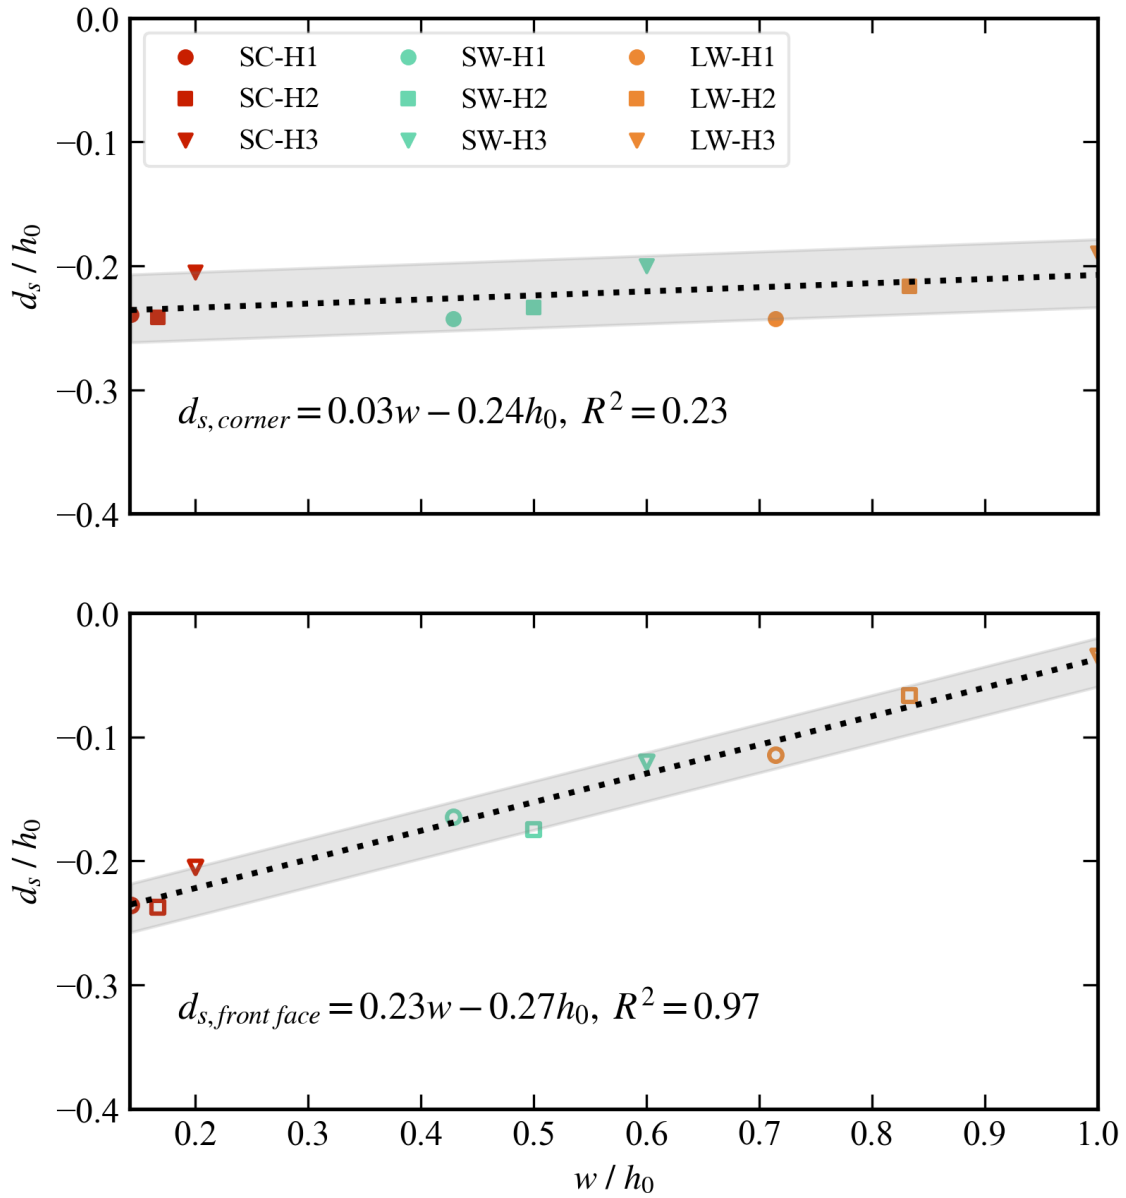 0.0
SC-H1 SW-H1 LW-H1
SC-H2 SW-H2 LW-H2
−0.1
SC-H3 SW-H3 LW-H3
d_s / h_0
−0.2
−0.3
d_{s, corner} = 0.03w − 0.24h_0, R^2 = 0.23
−0.4
0.0
−0.1
d_s / h_0
−0.2
−0.3
d_{s, front face} = 0.23w − 0.27h_0, R^2 = 0.97
−0.4
0.2 0.3 0.4 0.5 0.6 0.7 0.8 0.9 1.0
w / h_0